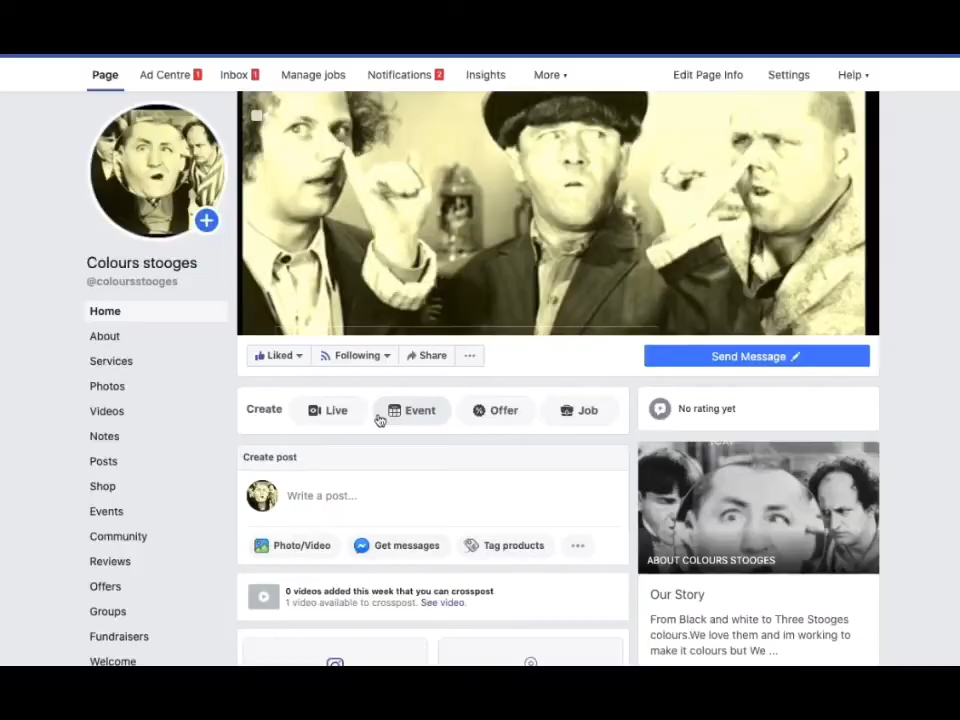 Page Ad Centre 1 Inbox 1 Manage jobs Notifications 2 Insights More Edit Page Info Settings Help
Colours stooges
@coloursstooges
Home
About
Services
Photos
Videos
Notes
Posts
Shop
Events
Community
Reviews
Offers
Groups
Fundraisers
Welcome
Liked Following Share ... Send Message
Create Live Event Offer Job
Create post
Write a post...
Photo/Video Get messages Tag products ...
0 videos added this week that you can crosspost
1 video available to crosspost. See video.
No rating yet
ABOUT COLOURS STOOGES
Our Story
From Black and white to Three Stooges
colours.We love them and im working to
make it colours but We ...